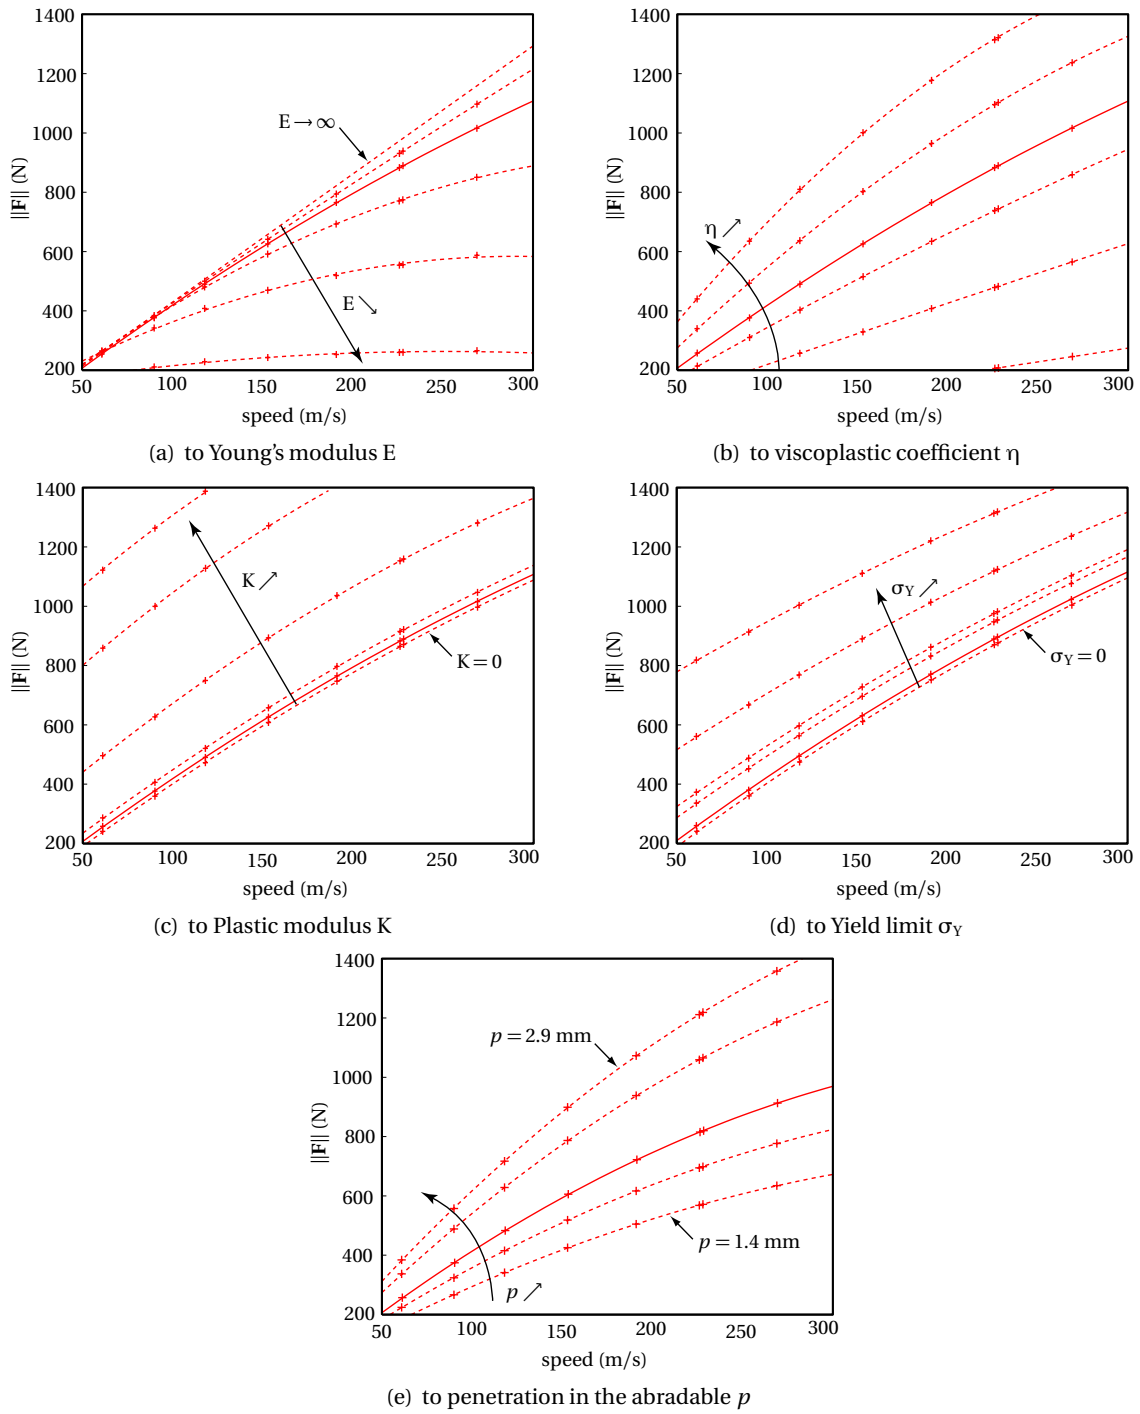 1400
1200
1000
800
600
400
200
50 100 150 200 250 300
||F|| (N)
speed (m/s)
E→∞
E↘
(a) to Young's modulus E
1400
1200
1000
800
600
400
200
50 100 150 200 250 300
||F|| (N)
speed (m/s)
η↗
(b) to viscoplastic coefficient η
1400
1200
1000
800
600
400
200
50 100 150 200 250 300
||F|| (N)
speed (m/s)
K↗
K = 0
(c) to Plastic modulus K
1400
1200
1000
800
600
400
200
50 100 150 200 250 300
||F|| (N)
speed (m/s)
σY↗
σY = 0
(d) to Yield limit σY
1400
1200
1000
800
600
400
200
50 100 150 200 250 300
||F|| (N)
speed (m/s)
p = 2.9 mm
p = 1.4 mm
p↗
(e) to penetration in the abradable p